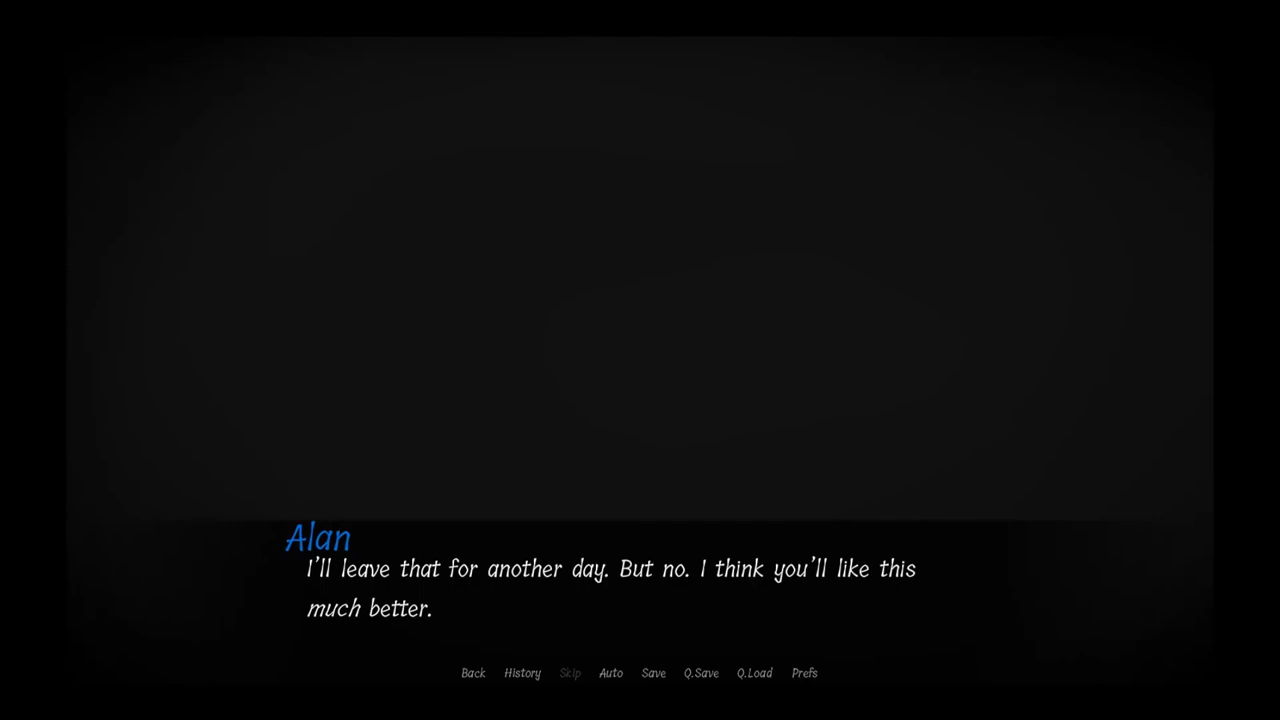 Alan
I'll leave that for another day. But no. I think you'll like this
much better.
Back History Skip Auto Save Q.Save Q.Load Prefs